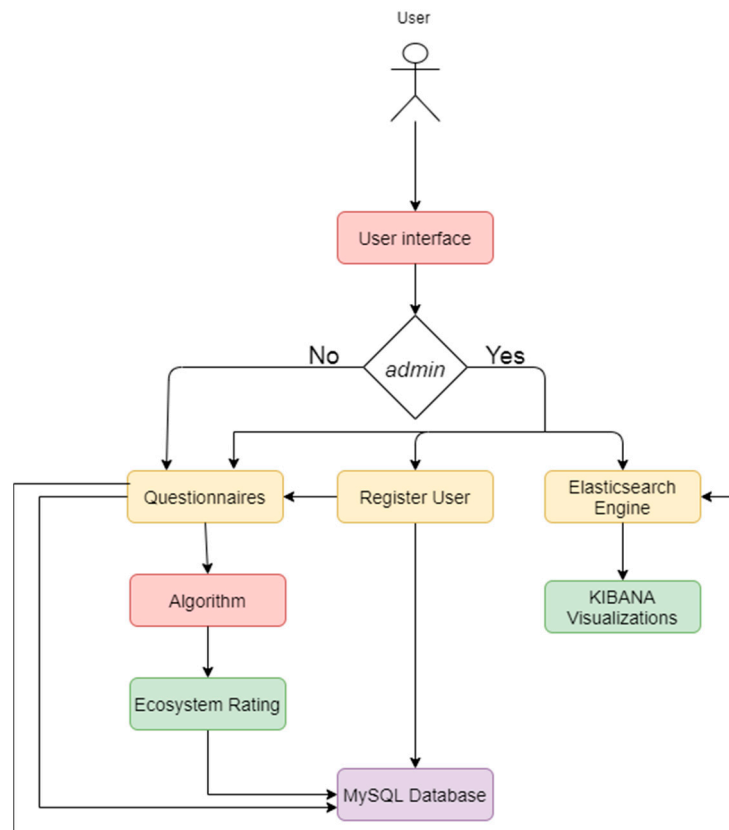 User
User interface
No
admin
Yes
Questionnaires
Register User
Elasticsearch
Engine
Algorithm
KIBANA
Visualizations
Ecosystem Rating
MySQL Database